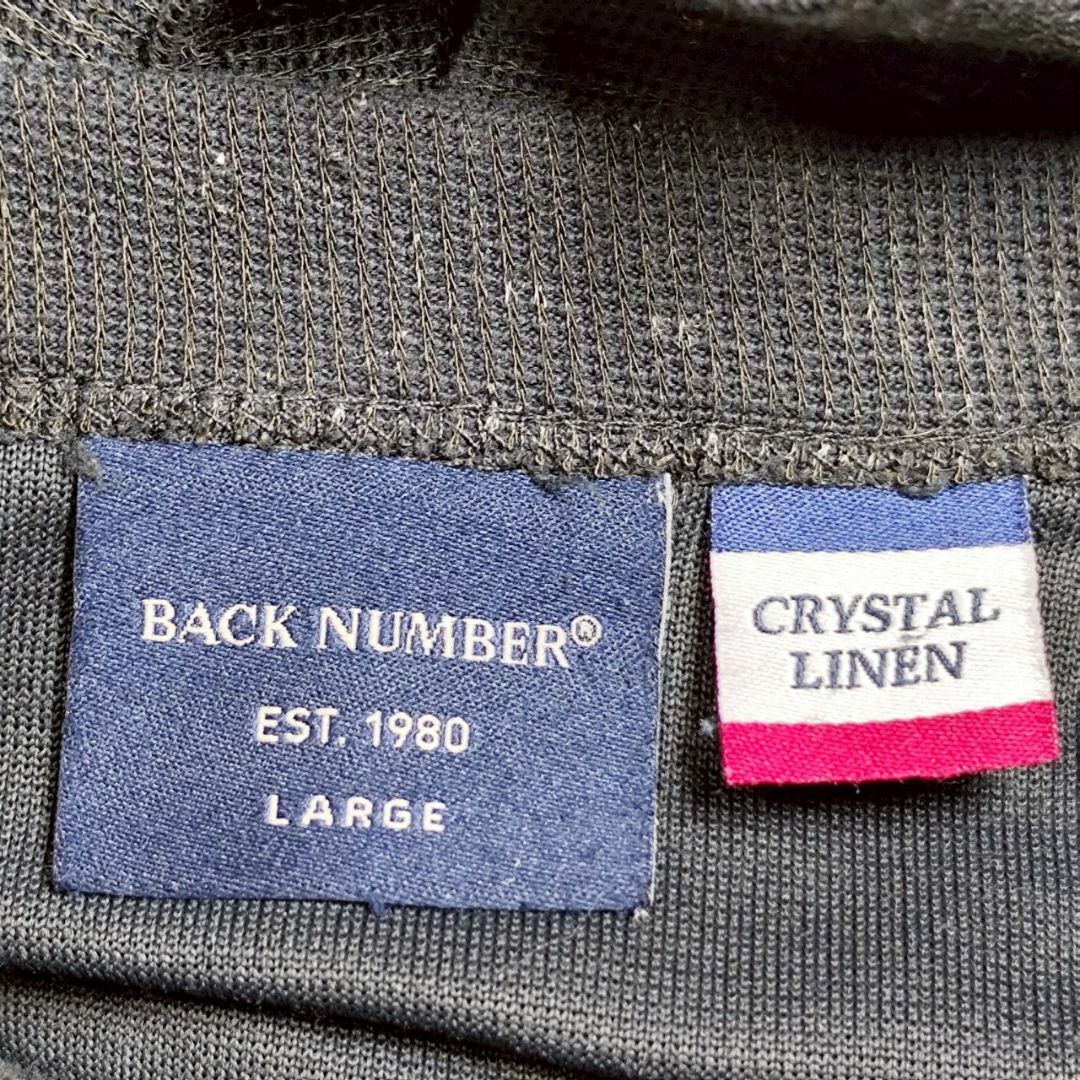 BACK NUMBER®
EST. 1980
LARGE
CRYSTAL
LINEN